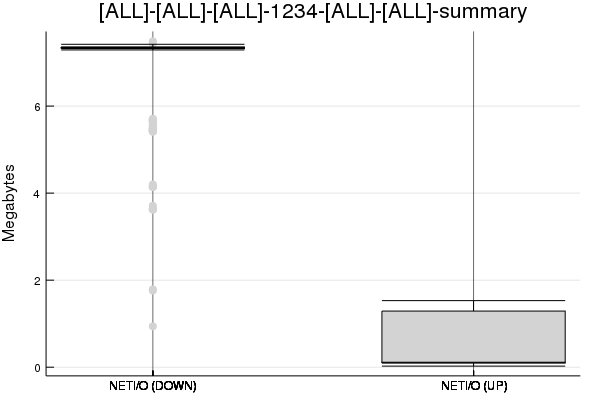 [ALL]-[ALL]-[ALL]-1234-[ALL]-[ALL]-summary
Megabytes
6
4
2
0
NETI/O (DOWN) NETI/O (UP)